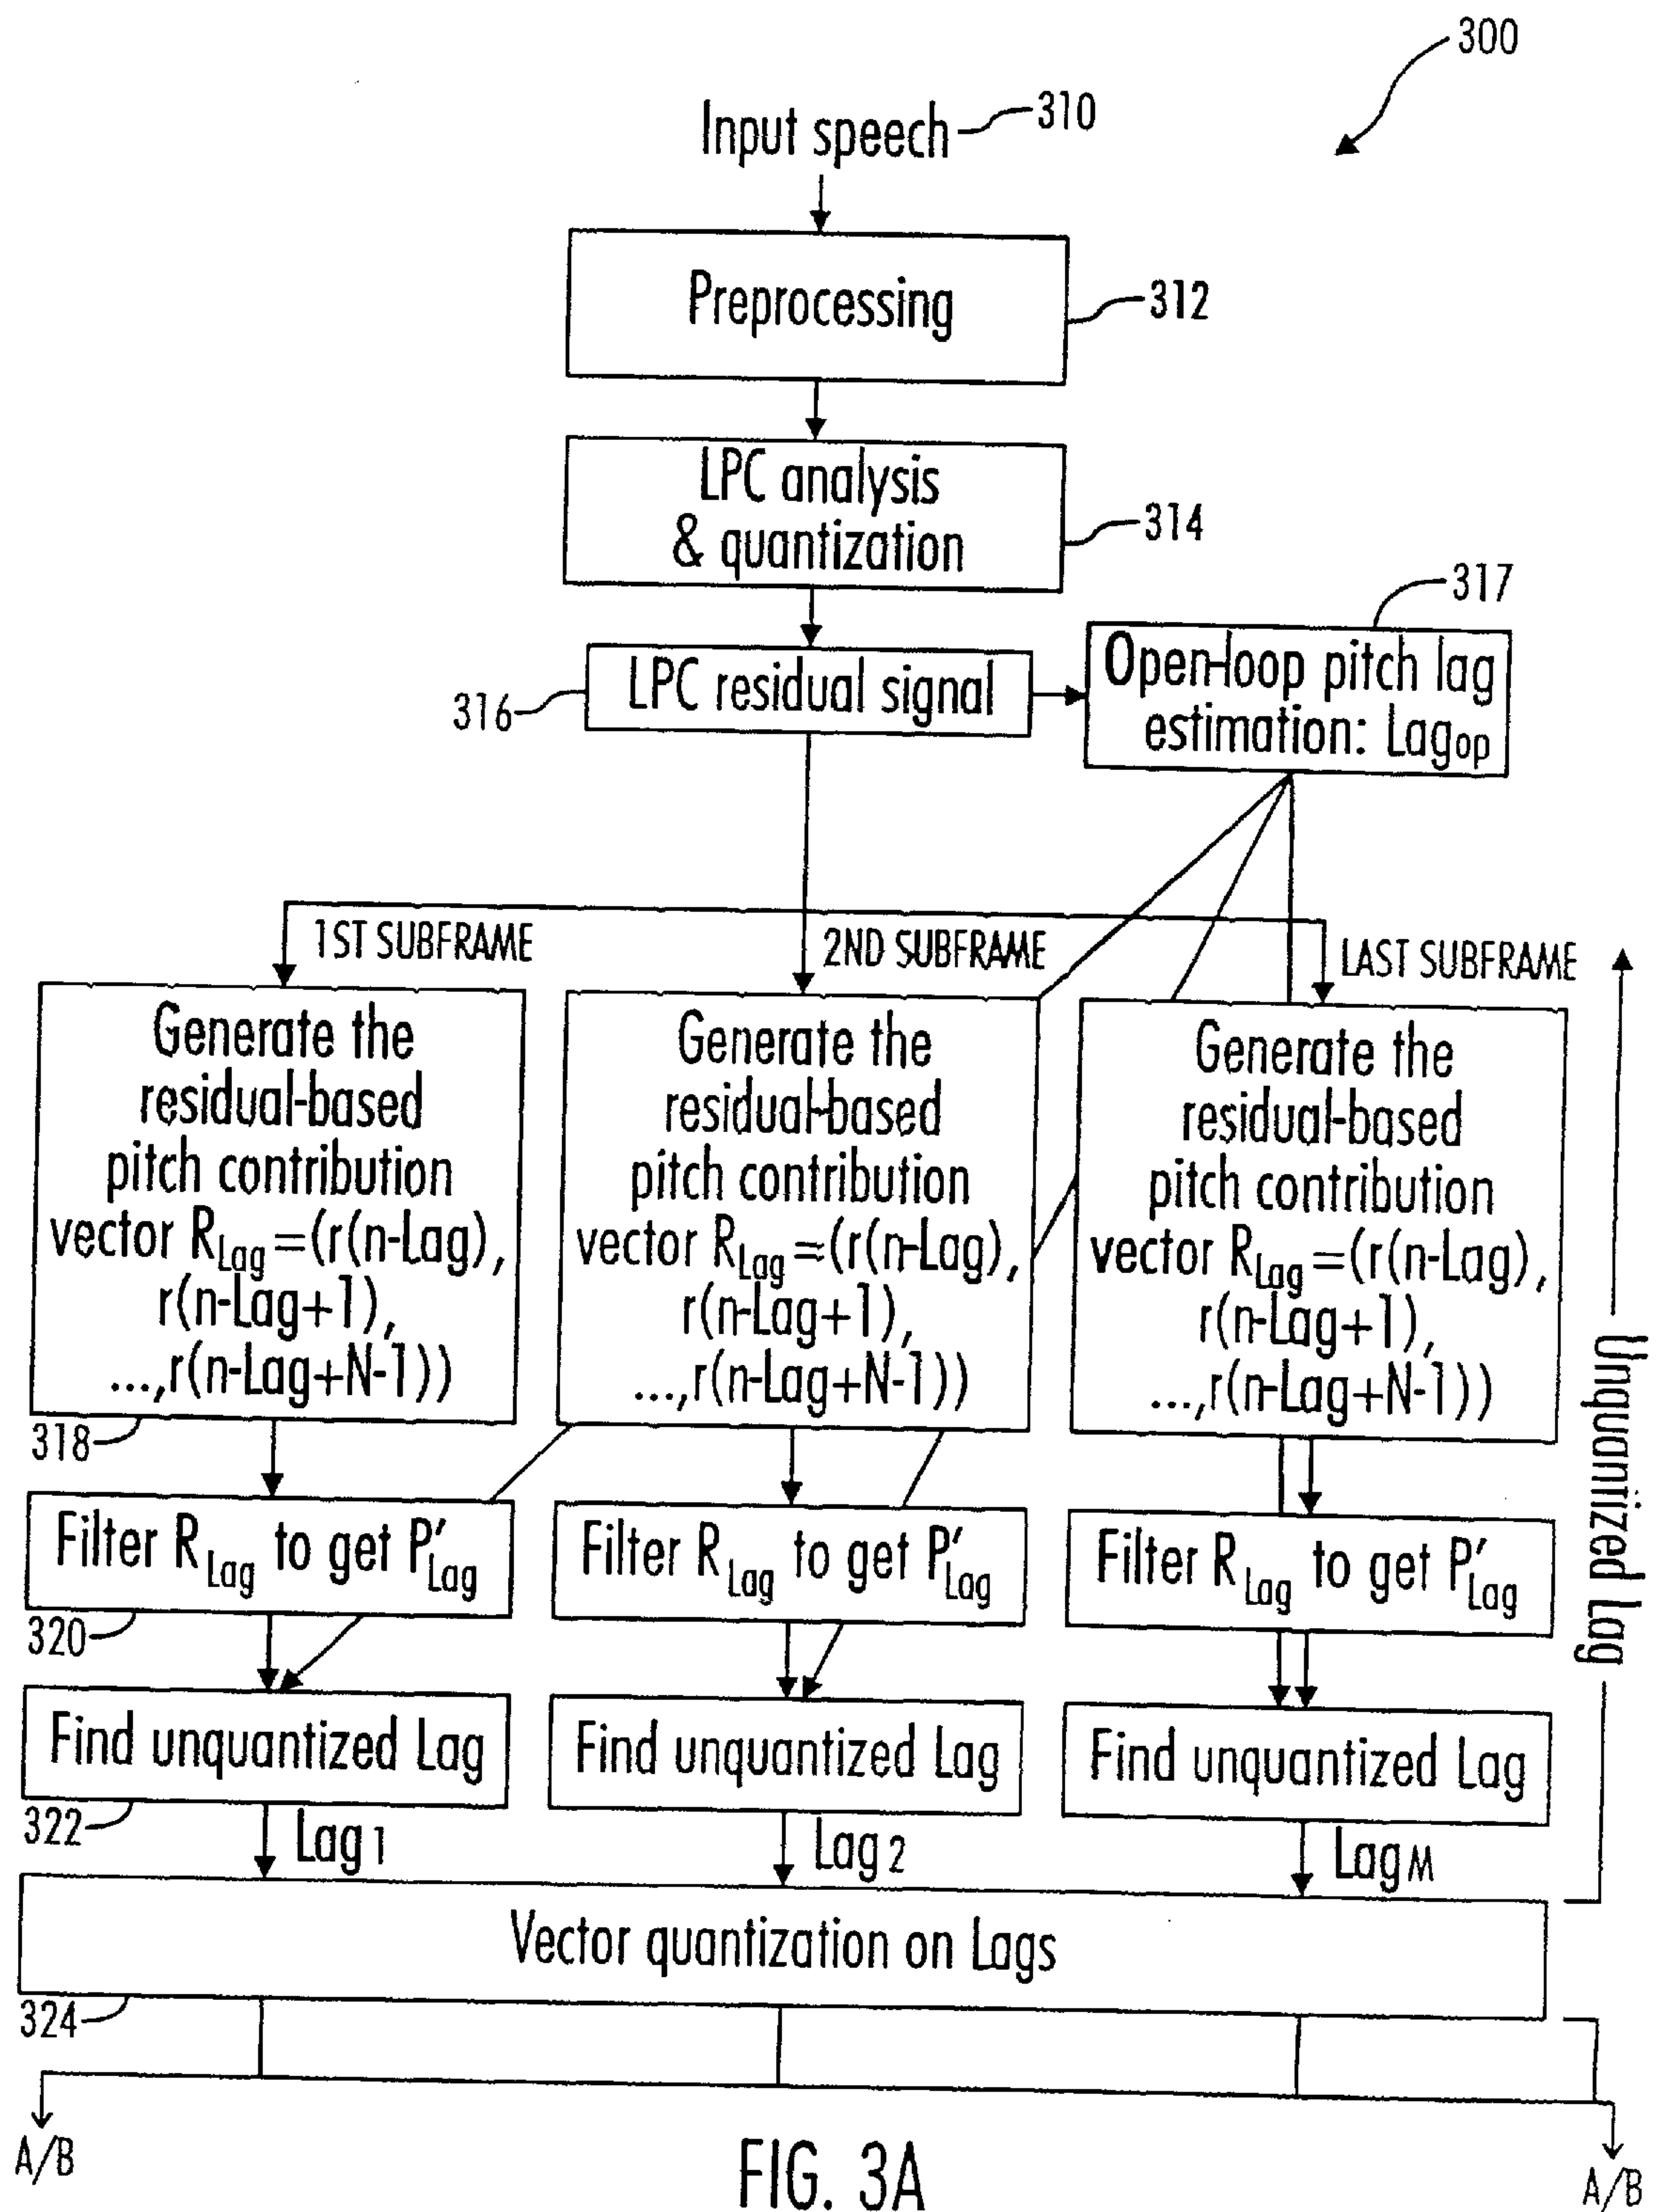 300
Input speech
310
Preprocessing
312
LPC analysis
& quantization
314
317
LPC residual signal
316
Open-loop pitch lag
estimation: Lagop
1ST SUBFRAME
2ND SUBFRAME
LAST SUBFRAME
Generate the
residual-based
pitch contribution
vector RLag=(r(n-Lag),
r(n-Lag+1),
...,r(n-Lag+N-1))
318
Generate the
residual-based
pitch contribution
vector RLag=(r(n-Lag),
r(n-Lag+1),
...,r(n-Lag+N-1))
Generate the
residual-based
pitch contribution
vector RLag=(r(n-Lag),
r(n-Lag+1),
...,r(n-Lag+N-1))
Unquantized Lag
Filter RLag to get P'Lag
320
Filter RLag to get P'Lag
Filter RLag to get P'Lag
Find unquantized Lag
322
Find unquantized Lag
Find unquantized Lag
Lag1
Lag2
LagM
Vector quantization on Lags
324
A/B
A/B
FIG. 3A